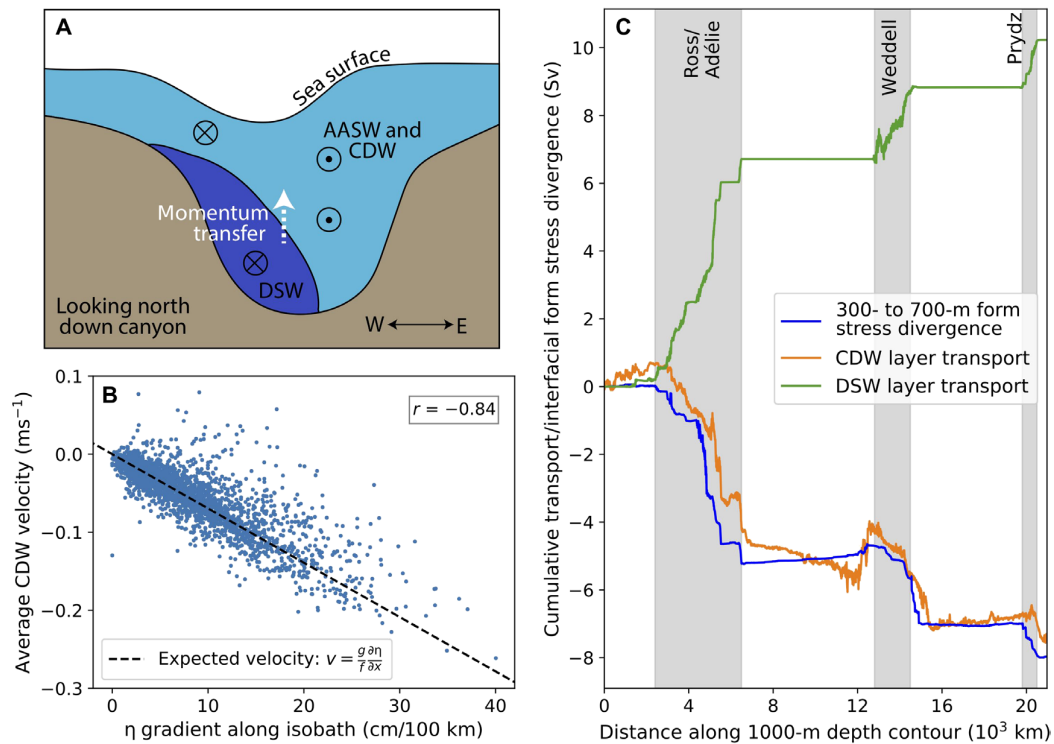 A
Sea surface
AASW and
CDW
Momentum
transfer
DSW
Looking north
down canyon
W
E
B
r = −0.84
0.1
0.0
−0.1
−0.2
−0.3
Average CDW velocity (ms⁻¹)
Expected velocity: v = g/f ∂η/∂x
0
10
20
30
40
η gradient along isobath (cm/100 km)
C
Ross/
Adélie
Weddell
Prydz
10
8
6
4
2
0
−2
−4
−6
−8
Cumulative transport/interfacial form stress divergence (Sv)
300- to 700-m form
stress divergence
CDW layer transport
DSW layer transport
0
4
8
12
16
20
Distance along 1000-m depth contour (10³ km)